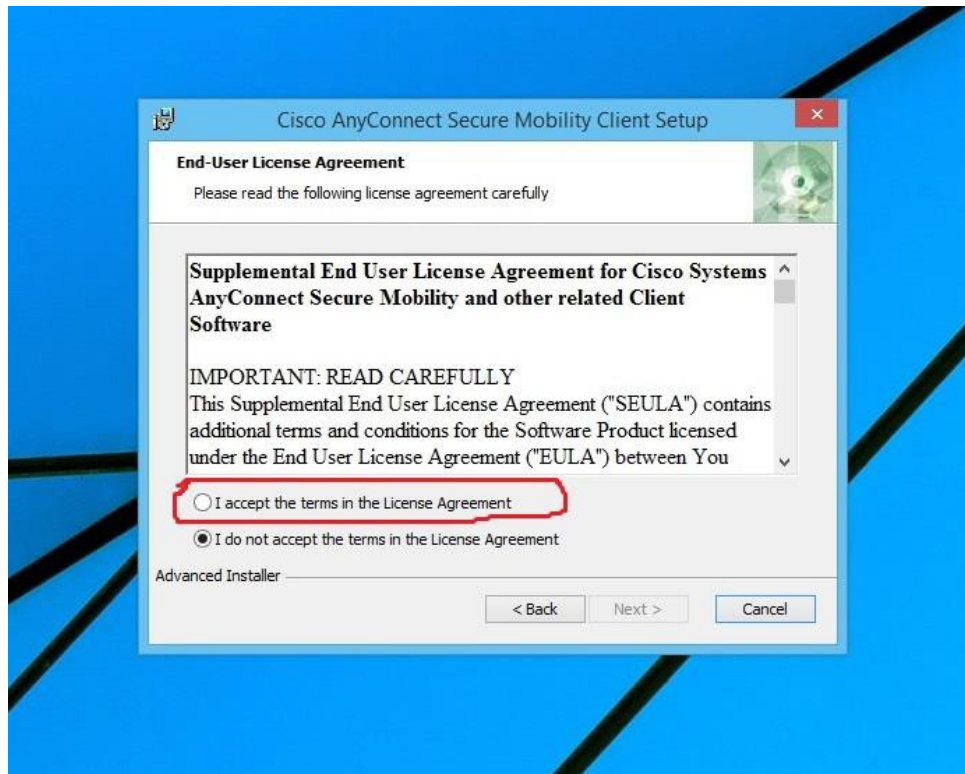 Cisco AnyConnect Secure Mobility Client Setup
End-User License Agreement
Please read the following license agreement carefully
Supplemental End User License Agreement for Cisco Systems
AnyConnect Secure Mobility and other related Client
Software
IMPORTANT: READ CAREFULLY
This Supplemental End User License Agreement ("SEULA") contains
additional terms and conditions for the Software Product licensed
under the End User License Agreement ("EULA") between You
I accept the terms in the License Agreement
I do not accept the terms in the License Agreement
Advanced Installer
< Back Next > Cancel